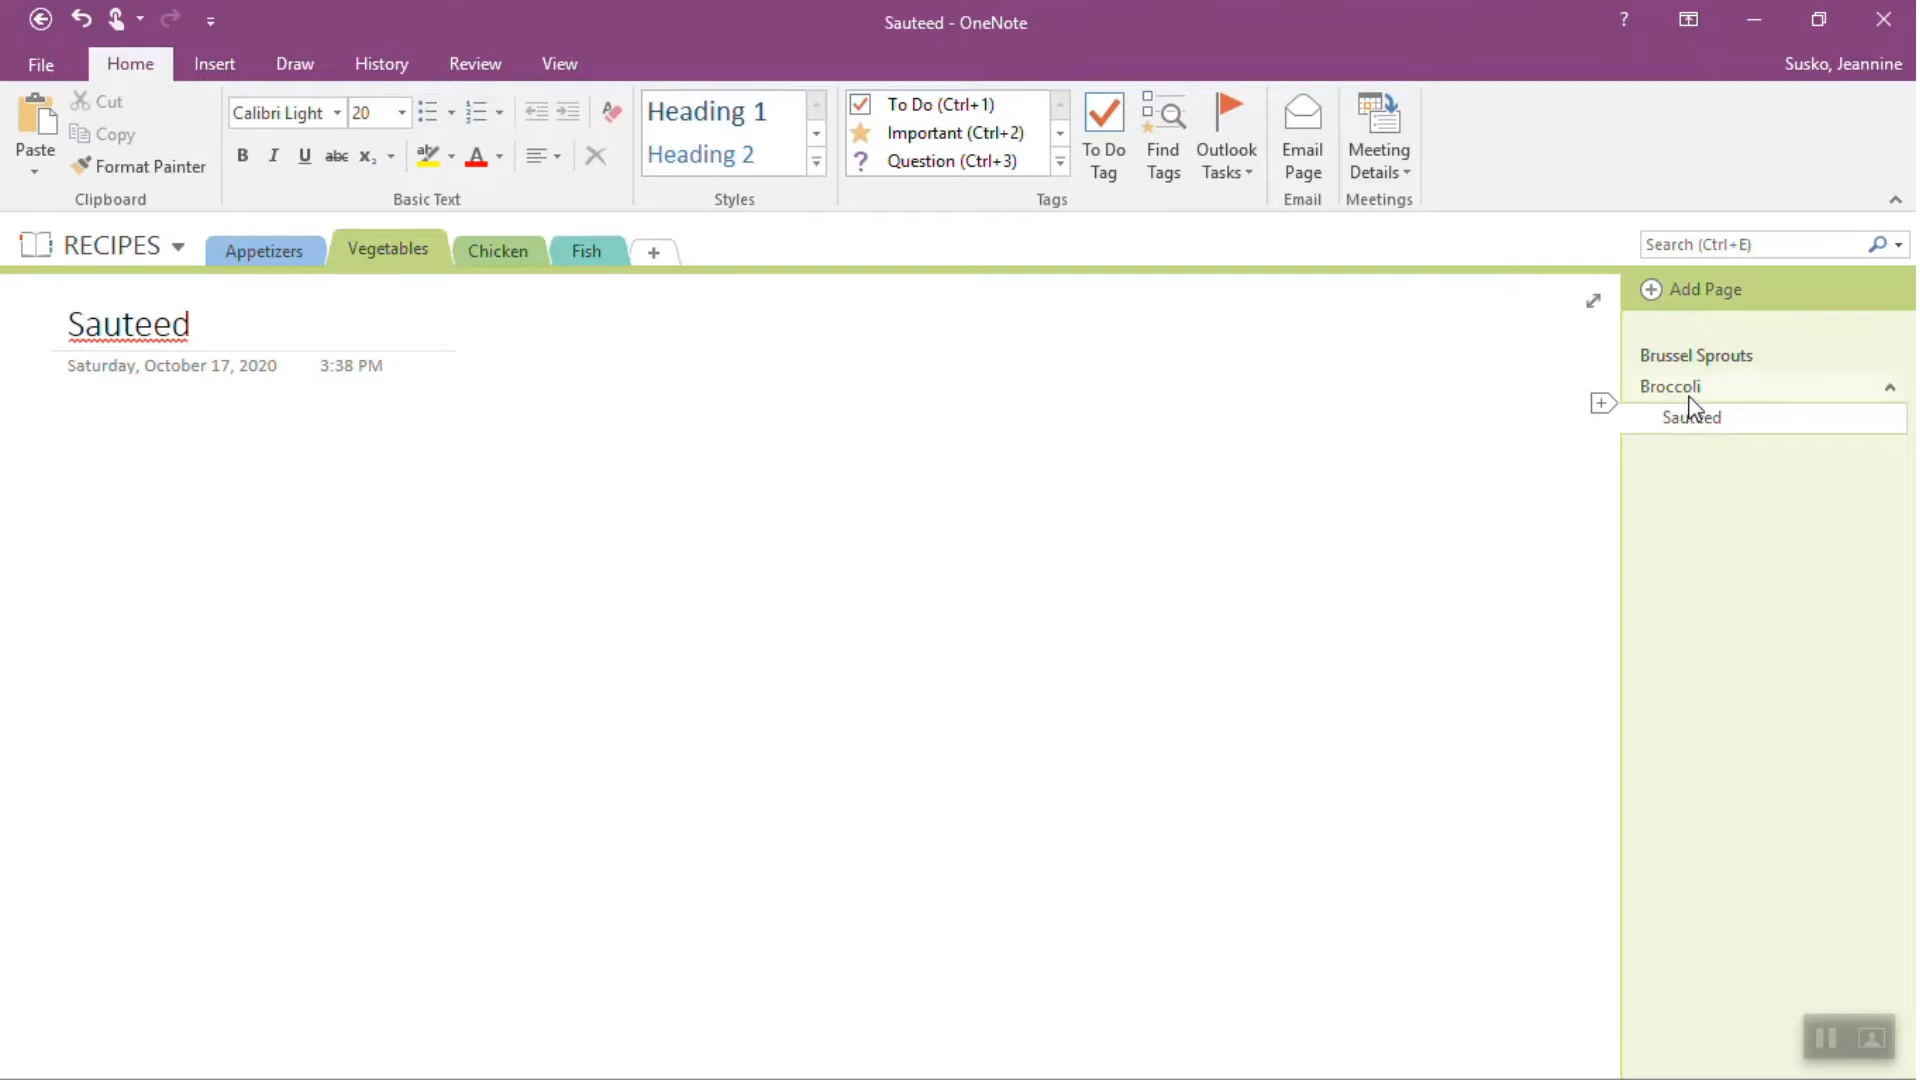 Sauteed - OneNote
?
File
Home
Insert
Draw
History
Review
View
Susko, Jeannine
Paste
Cut
Copy
Format Painter
Clipboard
Calibri Light
20
B
I
U
abc
X₂
A
Basic Text
Heading 1
Heading 2
Styles
To Do (Ctrl+1)
Important (Ctrl+2)
? Question (Ctrl+3)
To Do
Tag
Find
Tags
Tags
Outlook
Tasks
Email
Page
Email
Meeting
Details
Meetings
RECIPES
Appetizers
Vegetables
Chicken
Fish
Search (Ctrl+E)
Add Page
Sauteed
Saturday, October 17, 2020 3:38 PM
Brussel Sprouts
Broccoli
Sauteed